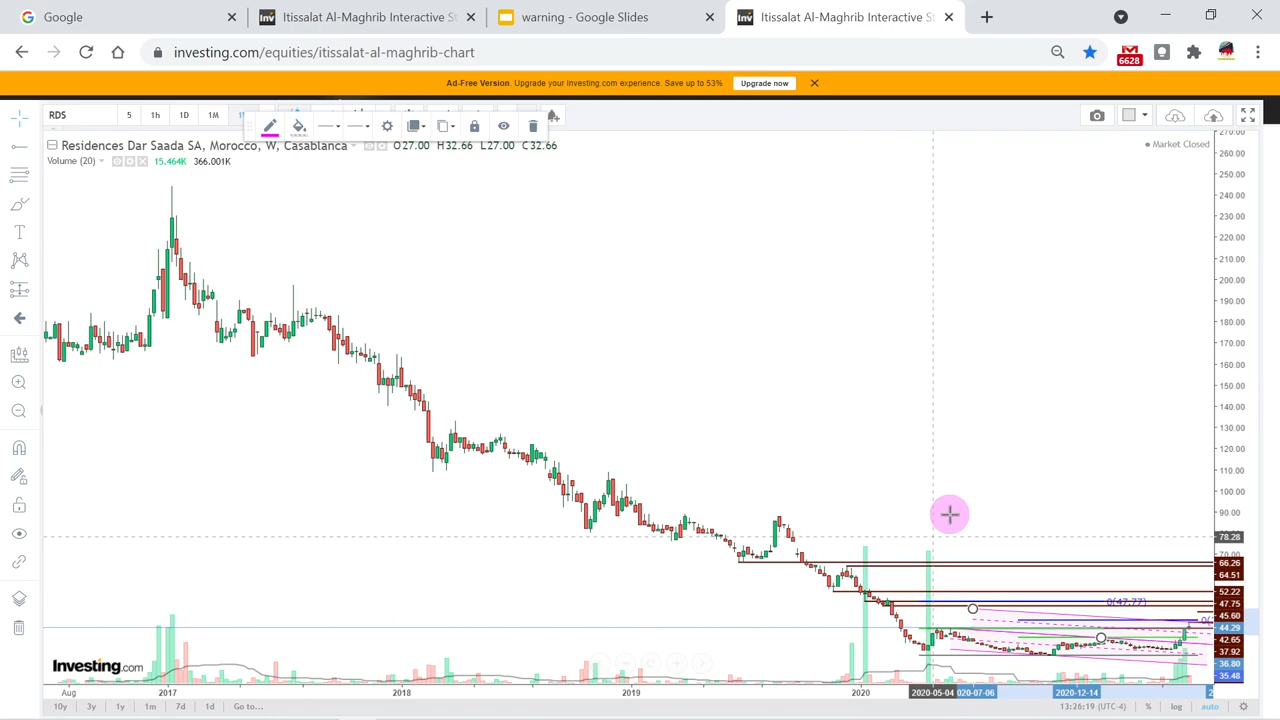 Google
Itissalat Al-Maghrib Interactive St
warning - Google Slides
Itissalat Al-Maghrib Interactive St
investing.com/equities/itissalat-al-maghrib-chart
6628
Ad-Free Version. Upgrade your Investing.com experience. Save up to 53%
Upgrade now
RDS
5
1h
1D
1M
Residences Dar Saada SA, Morocco, W, Casablanca
O27.00 H32.66 L27.00 C32.66
Market Closed
Volume (20)
15.464K
366.001K
270.00
260.00
250.00
240.00
230.00
220.00
210.00
200.00
190.00
180.00
170.00
160.00
150.00
140.00
130.00
120.00
110.00
100.00
90.00
78.28
70.00
66.26
64.51
52.22
47.75
0(47.77)
45.60
44.29
42.65
37.92
36.80
35.48
Investing.com
Aug
2017
2018
2019
2020
2020-05-04
020-07-06
2020-12-14
10y
3y
1y
1m
7d
1d
Go to...
13:26:19 (UTC-4)
%
log
auto